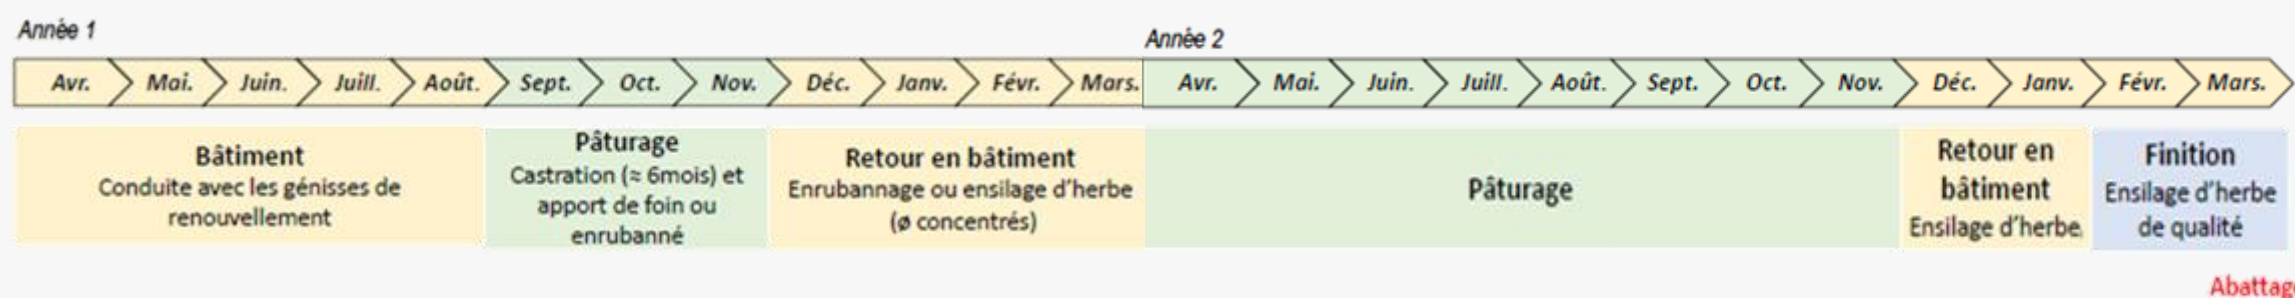 Année 1
Année 2
Avr. Mai. Juin. Juill. Août. Sept. Oct. Nov. Déc. Janv. Févr. Mars. Avr. Mai. Juin. Juill. Août. Sept. Oct. Nov. Déc. Janv. Févr. Mars.
Bâtiment
Conduite avec les génisses de
renouvellement
Pâturage
Castration (≈ 6mois) et
apport de foin ou
enrubanné
Retour en bâtiment
Enrubannage ou ensilage d'herbe
(ø concentrés)
Pâturage
Retour en
bâtiment
Ensilage d'herbe
Finition
Ensilage d'herbe
de qualité
Abattag